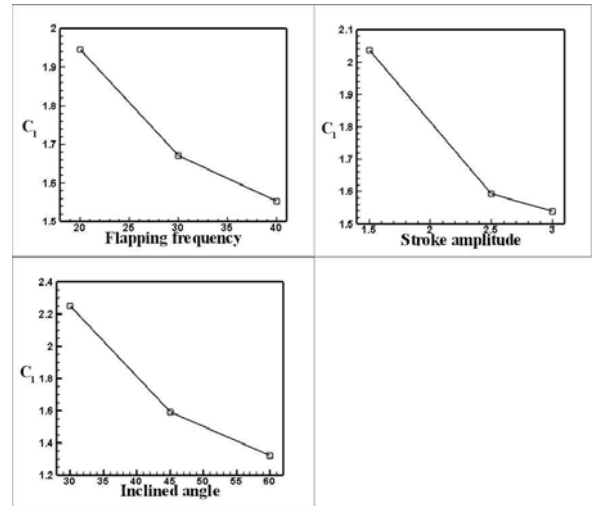 2
1.9
1.8
C1
1.7
1.6
1.5
20 25 30 35 40
Flapping frequency
2.1
2
1.9
C1
1.8
1.7
1.6
1.5
1.5 2 2.5 3
Stroke amplitude
2.4
2.2
2
C1
1.8
1.6
1.4
1.2
30 35 40 45 50 55 60
Inclined angle